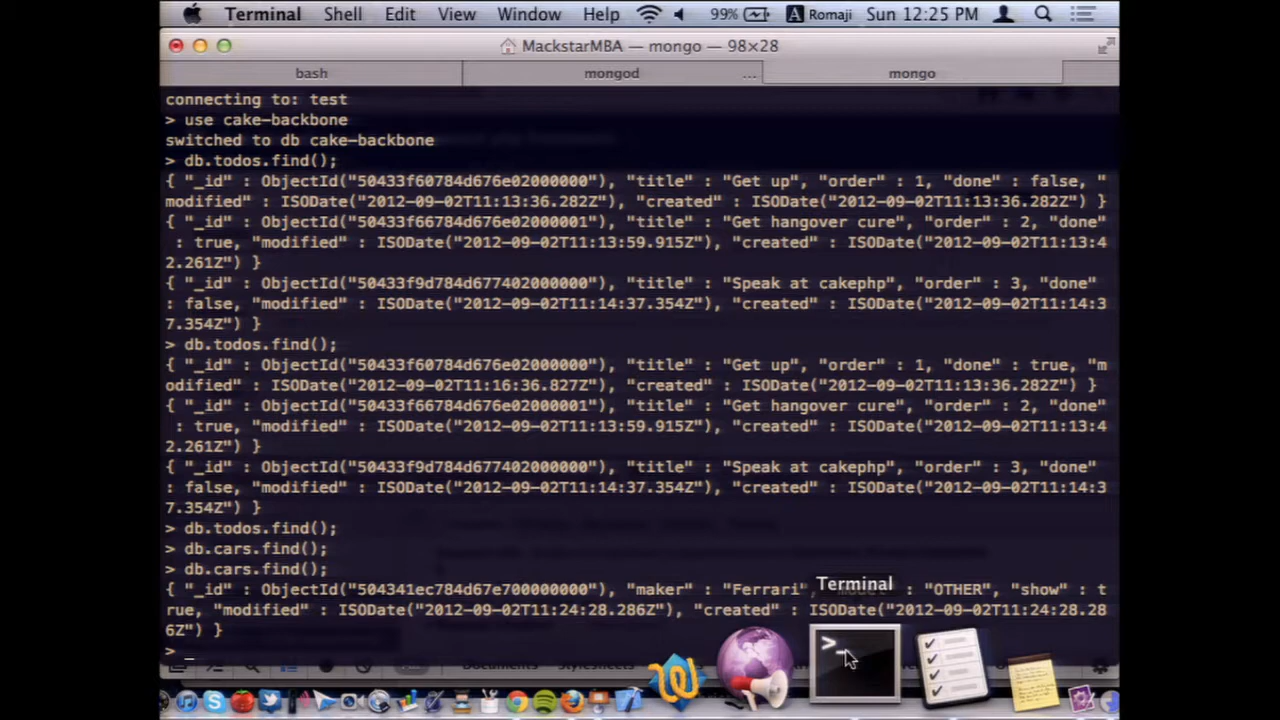 Terminal Shell Edit View Window Help 99% A Romaji Sun 12:25 PM
MackstarMBA — mongo — 98×28
bash mongod ... mongo
connecting to: test
> use cake-backbone
switched to db cake-backbone
> db.todos.find();
{ "_id" : ObjectId("50433f60784d676e02000000"), "title" : "Get up", "order" : 1, "done" : false, "
modified" : ISODate("2012-09-02T11:13:36.282Z"), "created" : ISODate("2012-09-02T11:13:36.282Z") }
{ "_id" : ObjectId("50433f66784d676e02000001"), "title" : "Get hangover cure", "order" : 2, "done"
: true, "modified" : ISODate("2012-09-02T11:13:59.915Z"), "created" : ISODate("2012-09-02T11:13:4
2.261Z") }
{ "_id" : ObjectId("50433f9d784d677402000000"), "title" : "Speak at cakephp", "order" : 3, "done"
: false, "modified" : ISODate("2012-09-02T11:14:37.354Z"), "created" : ISODate("2012-09-02T11:14:3
7.354Z") }
> db.todos.find();
{ "_id" : ObjectId("50433f60784d676e02000000"), "title" : "Get up", "order" : 1, "done" : true, "m
odified" : ISODate("2012-09-02T11:16:36.827Z"), "created" : ISODate("2012-09-02T11:13:36.282Z") }
{ "_id" : ObjectId("50433f66784d676e02000001"), "title" : "Get hangover cure", "order" : 2, "done"
: true, "modified" : ISODate("2012-09-02T11:13:59.915Z"), "created" : ISODate("2012-09-02T11:13:4
2.261Z") }
{ "_id" : ObjectId("50433f9d784d677402000000"), "title" : "Speak at cakephp", "order" : 3, "done"
: false, "modified" : ISODate("2012-09-02T11:14:37.354Z"), "created" : ISODate("2012-09-02T11:14:3
7.354Z") }
> db.todos.find();
> db.cars.find();
> db.cars.find();
{ "_id" : ObjectId("504341ec784d67e700000000"), "maker" : "Ferrari", : "OTHER", "show" : t
rue, "modified" : ISODate("2012-09-02T11:24:28.286Z"), "created" : ISODate("2012-09-02T11:24:28.28
6Z") }
>
Terminal